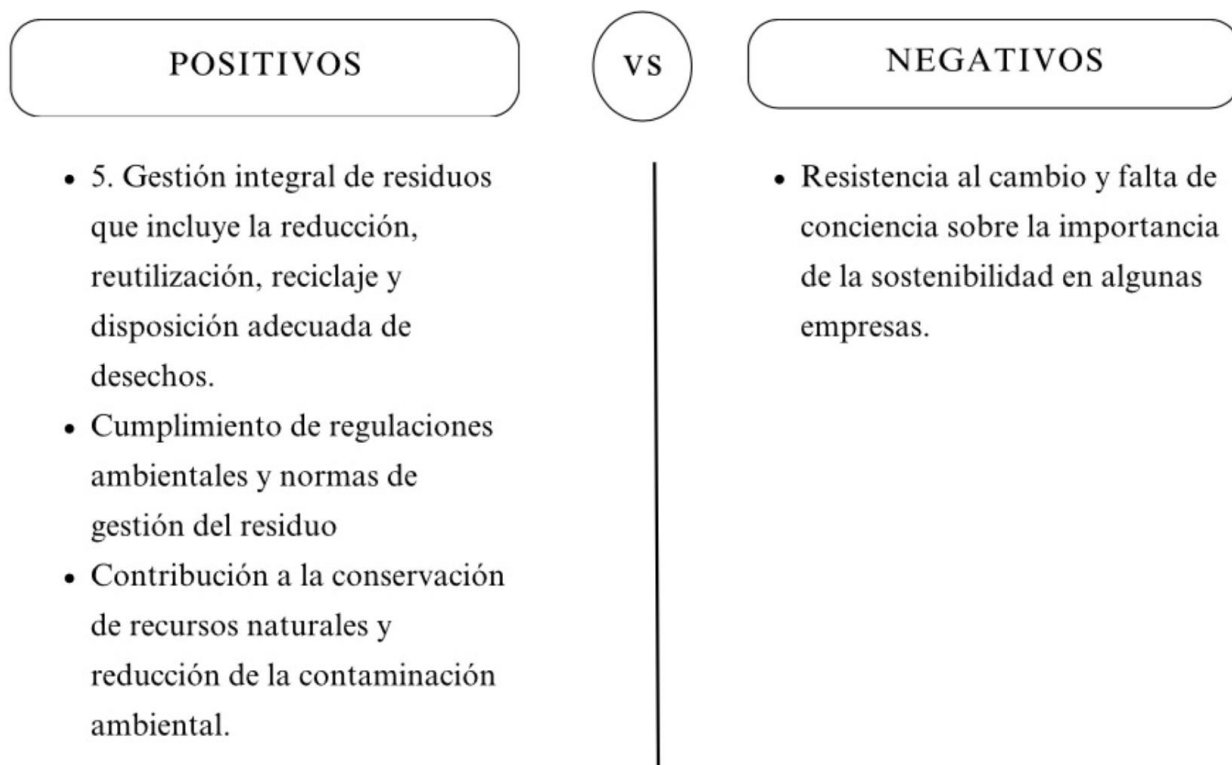 POSITIVOS
VS
NEGATIVOS
• 5. Gestión integral de residuos
que incluye la reducción,
reutilización, reciclaje y
disposición adecuada de
desechos.
• Cumplimiento de regulaciones
ambientales y normas de
gestión del residuo
• Contribución a la conservación
de recursos naturales y
reducción de la contaminación
ambiental.
• Resistencia al cambio y falta de
conciencia sobre la importancia
de la sostenibilidad en algunas
empresas.